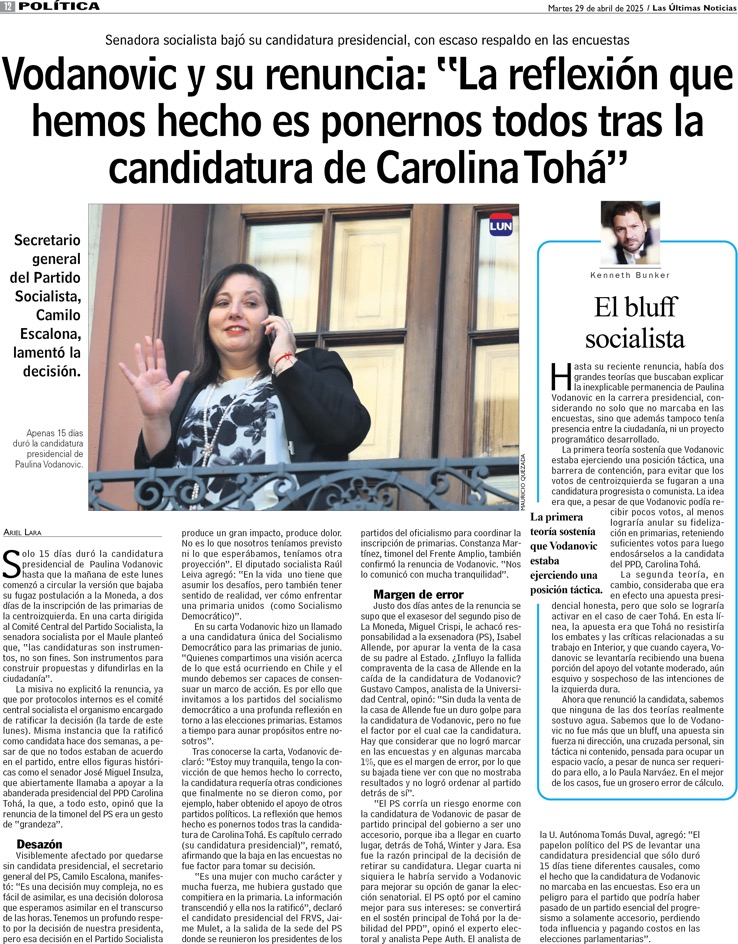 12 POLÍTICA
Martes 29 de abril de 2025 / Las Últimas Noticias
Senadora socialista bajó su candidatura presidencial, con escaso respaldo en las encuestas
Vodanovic y su renuncia: "La reflexión que
hemos hecho es ponernos todos tras la
candidatura de Carolina Tohá"
Secretario
general
del Partido
Socialista,
Camilo
Escalona,
lamentó la
decisión.
Apenas 15 días
duró la candidatura
presidencial de
Paulina Vodanovic.
LUN
MAURICIO QUEZADA
ARIEL LARA
Solo 15 días duró la candidatura
presidencial de Paulina Vodanovic
hasta que la mañana de este lunes
comenzó a circular la versión que bajaba
su fugaz postulación a la Moneda, a dos
días de la inscripción de las primarias de
la centroizquierda. En una carta dirigida
al Comité Central del Partido Socialista, la
senadora socialista por el Maule planteó
que, "las candidaturas son instrumen-
tos, no son fines. Son instrumentos para
construir propuestas y difundirlas en la
ciudadanía".
La misiva no explicitó la renuncia, ya
que por protocolos internos es el comité
central socialista el organismo encargado
de ratificar la decisión (la tarde de este
lunes). Misma instancia que la ratificó
como candidata hace dos semanas, a pe-
sar de que no todos estaban de acuerdo
en el partido, entre ellos figuras históri-
cas como el senador José Miguel Insulza,
que abiertamente llamaba a apoyar a la
abanderada presidencial del PPD Carolina
Tohá, la que, a todo esto, opinó que la
renuncia de la timonel del PS era un gesto
de "grandeza".
Desazón
Visiblemente afectado por quedarse
sin candidata presidencial, el secretario
general del PS, Camilo Escalona, manifes-
tó: "Es una decisión muy compleja, no es
fácil de asimilar, es una decisión dolorosa
que esperamos asimilar en el transcurso
de las horas. Tenemos un profundo respe-
to por la decisión de nuestra presidenta,
pero esa decisión en el Partido Socialista
produce un gran impacto, produce dolor.
No es lo que nosotros teníamos previsto
ni lo que esperábamos, teníamos otra
proyección". El diputado socialista Raúl
Leiva agregó: "En la vida uno tiene que
asumir los desafíos, pero también tener
sentido de realidad, ver cómo enfrentar
una primaria unidos (como Socialismo
Democrático)".
En su carta Vodanovic hizo un llamado
a una candidatura única del Socialismo
Democrático para las primarias de junio.
"Quienes compartimos una visión acerca
de lo que está ocurriendo en Chile y el
mundo debemos ser capaces de consen-
suar un marco de acción. Es por ello que
invitamos a los partidos del socialismo
democrático a una profunda reflexión en
torno a las elecciones primarias. Estamos
a tiempo para aunar propósitos entre no-
sotros".
Tras conocerse la carta, Vodanovic de-
claró: "Estoy muy tranquila, tengo la con-
vicción de que hemos hecho lo correcto,
la candidatura requería otras condiciones
que finalmente no se dieron como, por
ejemplo, haber obtenido el apoyo de otros
partidos políticos. La reflexión que hemos
hecho es ponernos todos tras la candida-
tura de Carolina Tohá. Es capítulo cerrado
(su candidatura presidencial)", remató,
afirmando que la baja en las encuestas no
fue factor para tomar su decisión.
"Es una mujer con mucho carácter y
mucha fuerza, me hubiera gustado que
compitiera en la primaria. La información
transcendió y ella nos la ratificó", declaró
el candidato presidencial del FRVS, Jai-
me Mulet, a la salida de la sede del PS
donde se reunieron los presidentes de los
partidos del oficialismo para coordinar la
inscripción de primarias. Constanza Mar-
tínez, timonel del Frente Amplio, también
confirmó la renuncia de Vodanovic. "Nos
lo comunicó con mucha tranquilidad".
Margen de error
Justo dos días antes de la renuncia se
supo que el exasesor del segundo piso de
La Moneda, Miguel Crispi, le achacó res-
ponsabilidad a la exsenadora (PS), Isabel
Allende, por apurar la venta de la casa
de su padre al Estado. ¿Influyo la fallida
compraventa de la casa de Allende en la
caída de la candidatura de Vodanovic?
Gustavo Campos, analista de la Universi-
dad Central, opinó: "Sin duda la venta de
la casa de Allende fue un duro golpe para
la candidatura de Vodanovic, pero no fue
el factor por el cual cae la candidatura.
Hay que considerar que no logró marcar
en las encuestas y en algunas marcaba
1%, que es el margen de error, por lo que
su bajada tiene ver con que no mostraba
resultados y no logró ordenar al partido
detrás de sí".
"El PS corría un riesgo enorme con
la candidatura de Vodanovic de pasar de
partido principal del gobierno a ser uno
accesorio, porque iba a llegar en cuarto
lugar, detrás de Tohá, Winter y Jara. Esa
fue la razón principal de la decisión de
retirar su candidatura. Llegar cuarta ni
siquiera le habría servido a Vodanovic
para mejorar su opción de ganar la elec-
ción senatorial. El PS optó por el camino
mejor para sus intereses: se convertirá
en el sostén principal de Tohá por la de-
bilidad del PPD", opinó el experto electo-
ral y analista Pepe Auth. El analista de
la U. Autónoma Tomás Duval, agregó: "El
papelón político del PS de levantar una
candidatura presidencial que sólo duró
15 días tiene diferentes causales, como
el hecho que la candidatura de Vodanovic
no marcaba en las encuestas. Eso era un
peligro para el partido que podría haber
pasado de un partido esencial del progre-
sismo a solamente accesorio, perdiendo
toda influencia y pagando costos en las
elecciones parlamentarias".
Kenneth Bunker
El bluff
socialista
Hasta su reciente renuncia, había dos
grandes teorías que buscaban explicar
la inexplicable permanencia de Paulina
Vodanovic en la carrera presidencial, con-
siderando no solo que no marcaba en las
encuestas, sino que además tampoco tenía
presencia entre la ciudadanía, ni un proyecto
programático desarrollado.
La primera teoría sostenía que Vodanovic
estaba ejerciendo una posición táctica, una
barrera de contención, para evitar que los
votos de centroizquierda se fugaran a una
candidatura progresista o comunista. La idea
era que, a pesar de que Vodanovic podía re-
cibir pocos votos, al menos
lograría anular su fideliza-
ción en primarias, reteniendo
suficientes votos para luego
endosárselos a la candidata
del PPD, Carolina Tohá.
La primera
teoría sostenía
que Vodanovic
estaba
ejerciendo una
posición táctica.
La segunda teoría, en
cambio, consideraba que era
en efecto una apuesta presi-
dencial honesta, pero que solo se lograría
activar en el caso de caer Tohá. En esta lí-
nea, la apuesta era que Tohá no resistiría
los embates y las críticas relacionadas a su
trabajo en Interior, y que cuando cayera, Vo-
danovic se levantaría recibiendo una buena
porción del apoyo del votante moderado, aún
esquivo y sospechoso de las intenciones de
la izquierda dura.
Ahora que renunció la candidata, sabemos
que ninguna de las dos teorías realmente
sostuvo agua. Sabemos que lo de Vodano-
vic no fue más que un bluff, una apuesta sin
fuerza ni dirección, una cruzada personal, sin
táctica ni contenido, pensada para ocupar un
espacio vacío, a pesar de nunca ser requeri-
do para ello, a lo Paula Narváez. En el mejor
de los casos, fue un grosero error de cálculo.